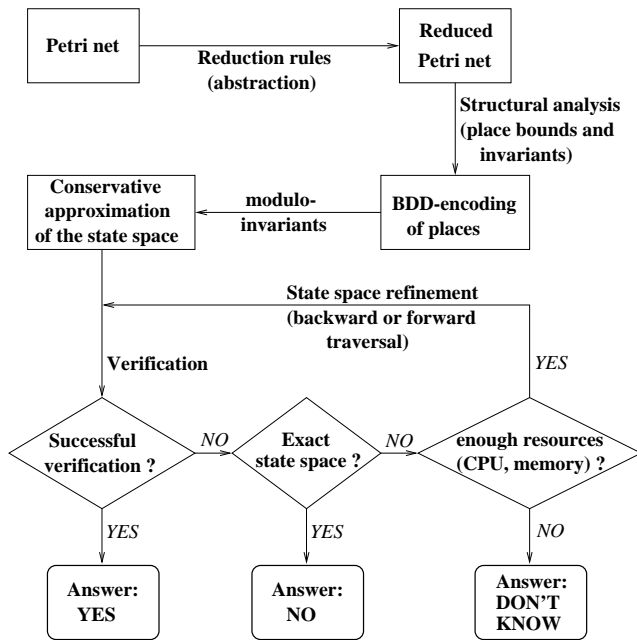 Petri net
Reduction rules
(abstraction)
Reduced
Petri net
Structural analysis
(place bounds and
invariants)
Conservative
approximation
of the state space
modulo-
invariants
BDD-encoding
of places
State space refinement
(backward or forward
traversal)
YES
Verification
Successful
verification ?
NO
Exact
state space ?
NO
enough resources
(CPU, memory) ?
YES
YES
NO
Answer:
YES
Answer:
NO
Answer:
DON'T
KNOW